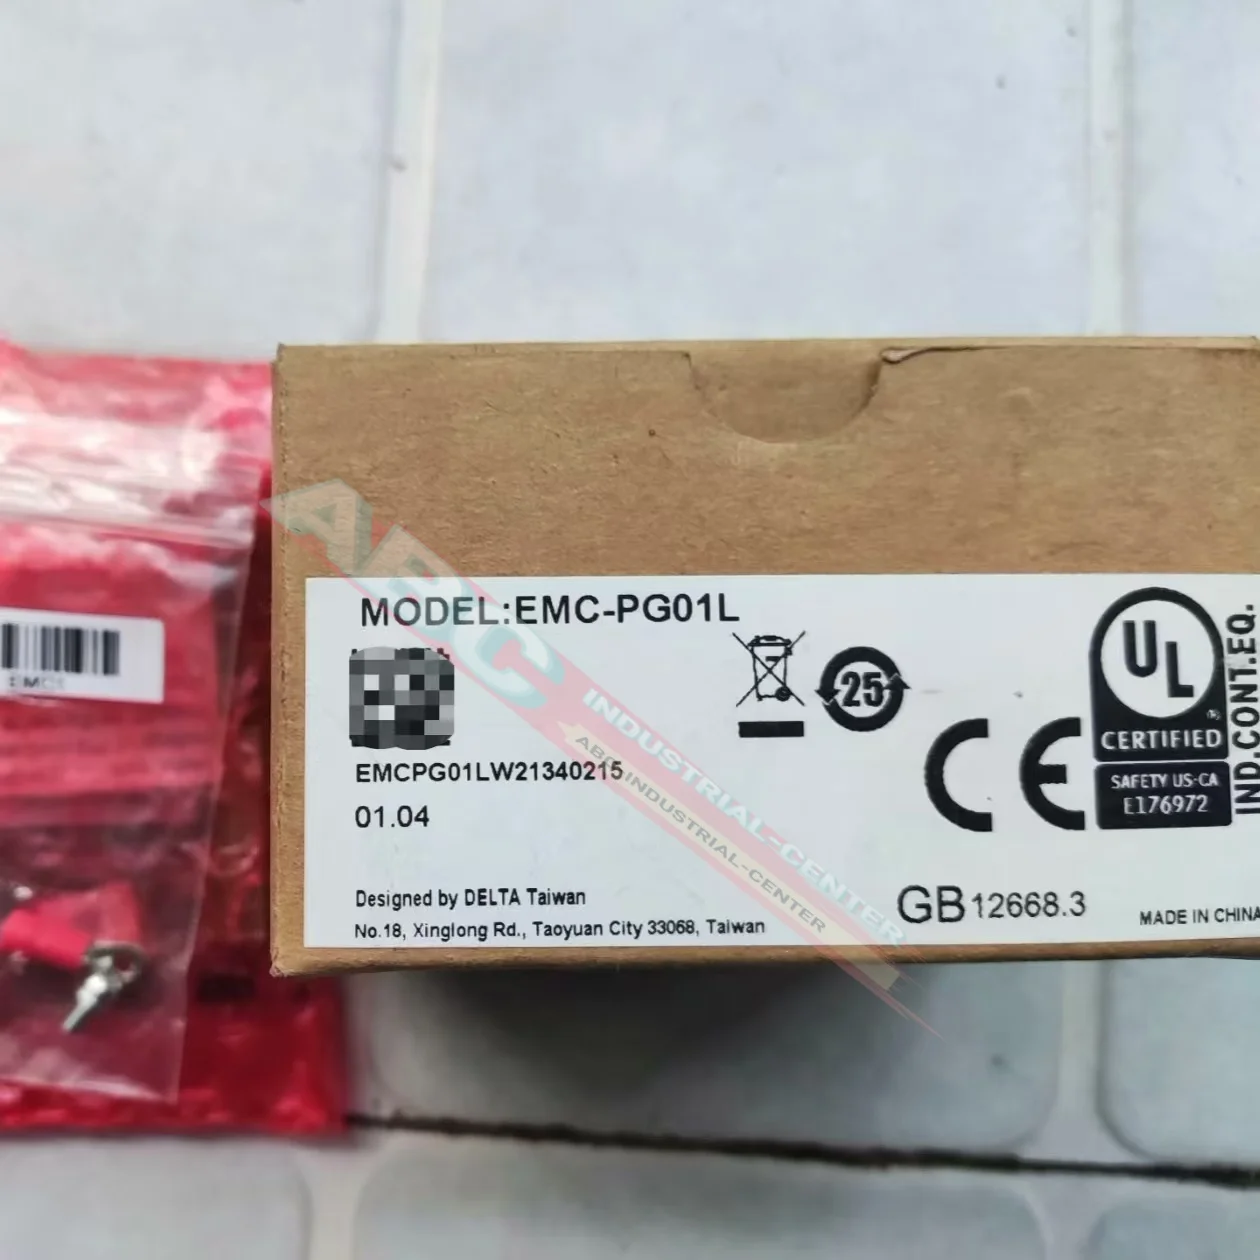 MODEL:EMC-PG01L
25
UL
®
CERTIFIED
SAFETY US-CA
E176972
IND.CONT.EQ.
CE
EMCPG01LW21340215
01.04
Designed by DELTA Taiwan
No.18, Xinglong Rd., Taoyuan City 33068, Taiwan
GB12668.3
MADE IN CHINA
ABC
INDUSTRIAL-CENTER
ABC INDUSTRIAL-CENTER